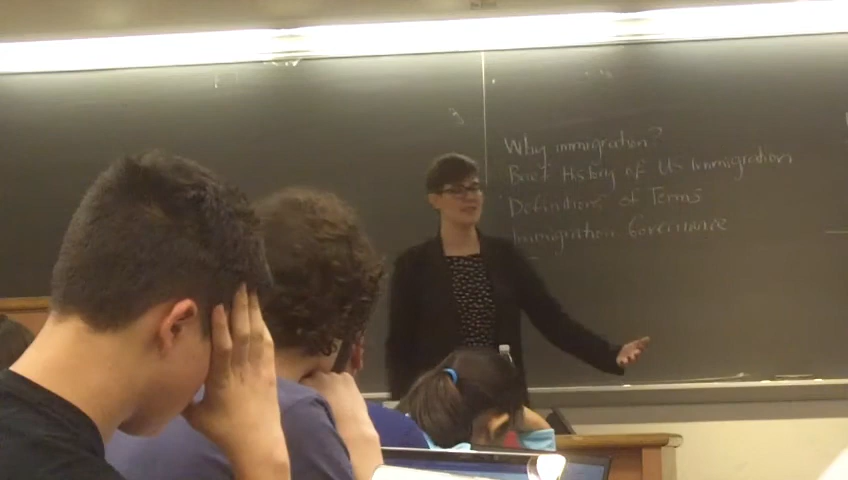 Why immigration?
Brief History of US Immigration
Definitions of Terms
Immigration Governance